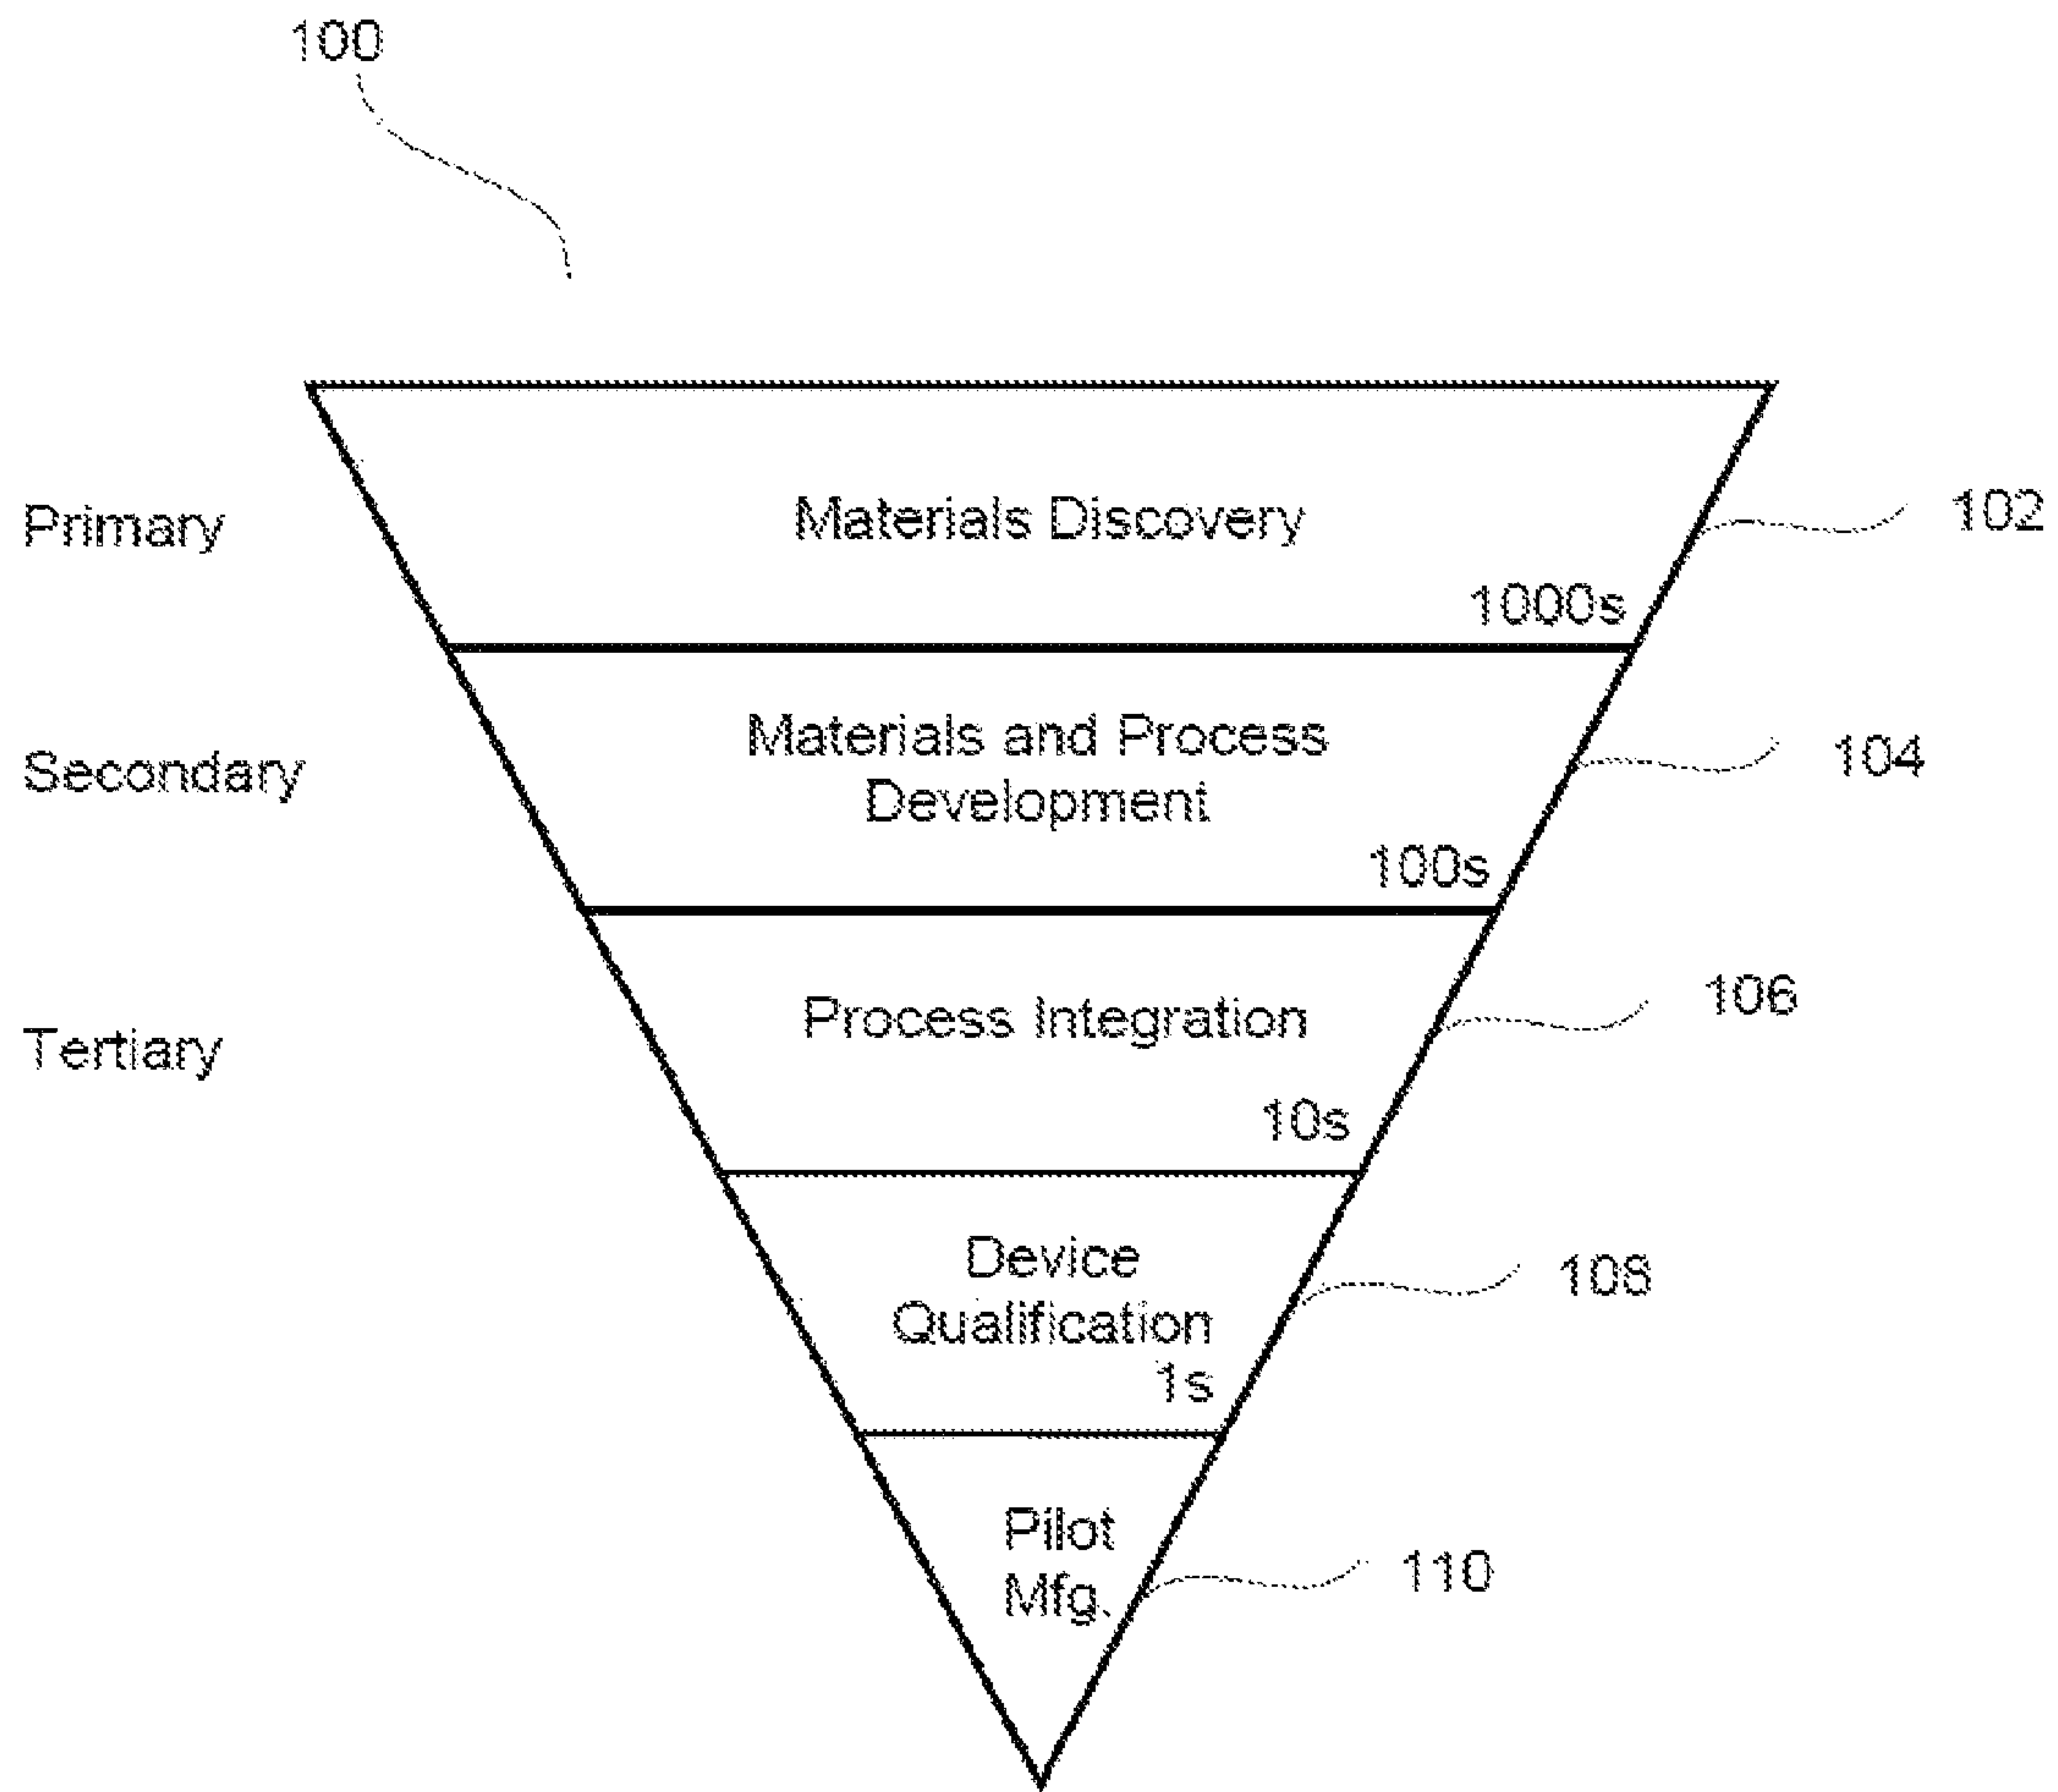 100
Primary
Materials Discovery
102
1000s
Secondary
Materials and Process
Development
104
100s
Tertiary
Process Integration
106
10s
Device
Qualification
108
1s
Pilot
Mfg.
110